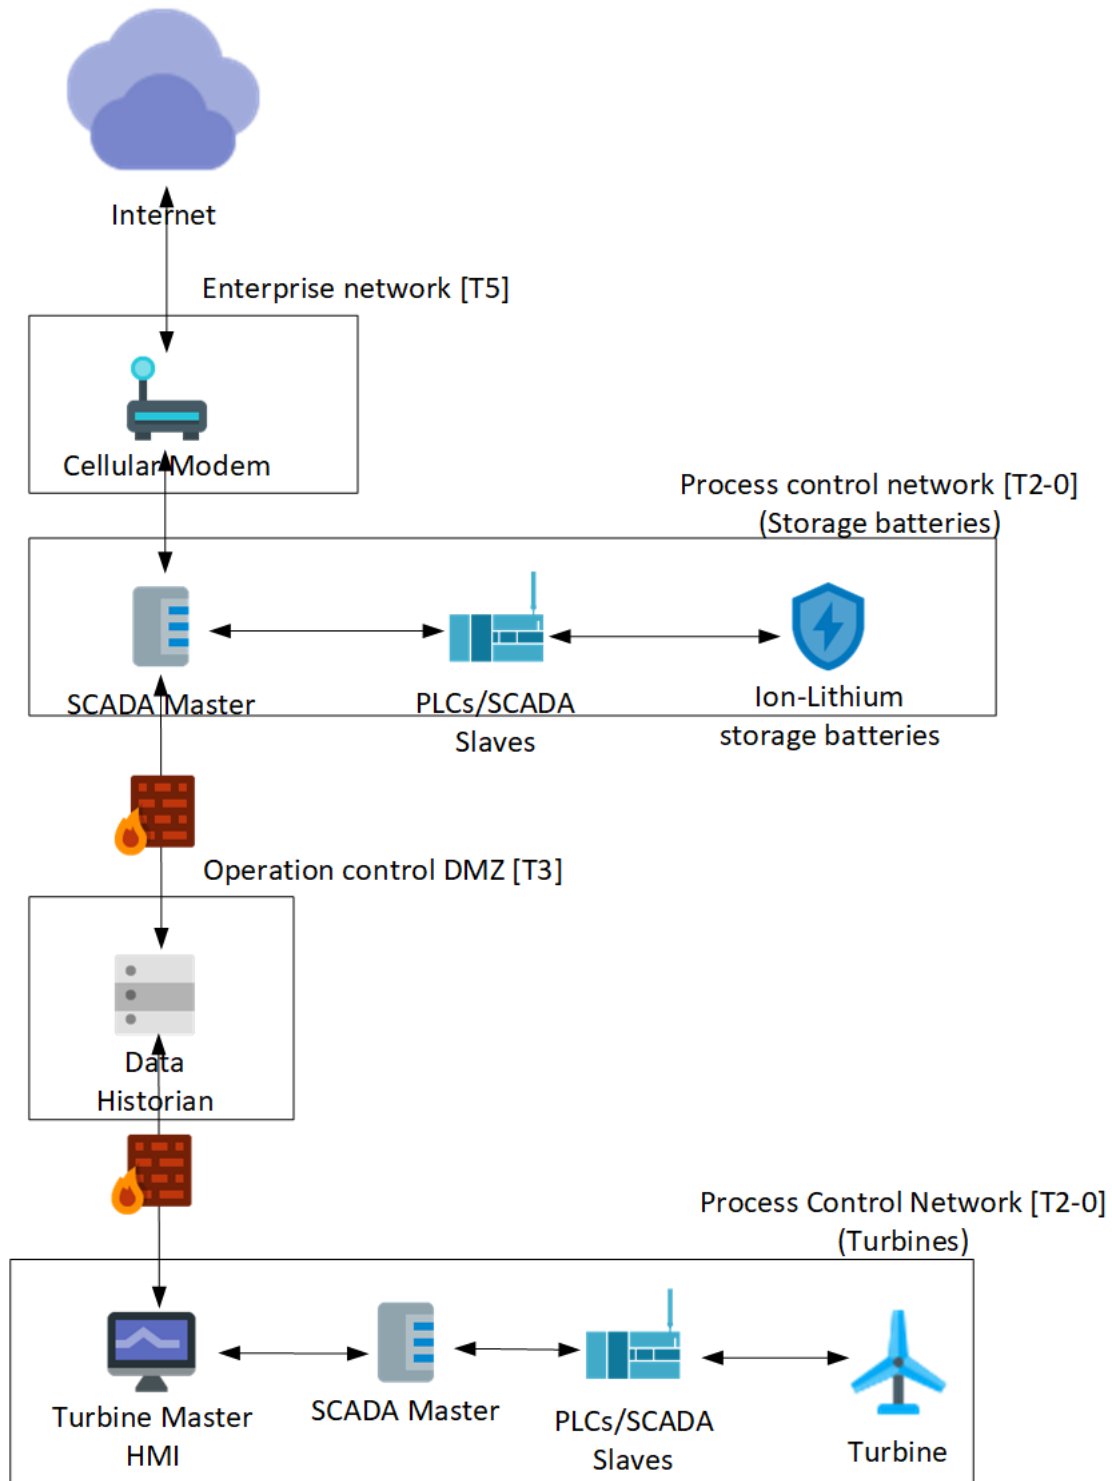 Internet
Enterprise network [T5]
Cellular Modem
Process control network [T2-0]
(Storage batteries)
SCADA Master
PLCs/SCADA
Slaves
Ion-Lithium
storage batteries
Operation control DMZ [T3]
Data
Historian
Process Control Network [T2-0]
(Turbines)
Turbine Master
HMI
SCADA Master
PLCs/SCADA
Slaves
Turbine